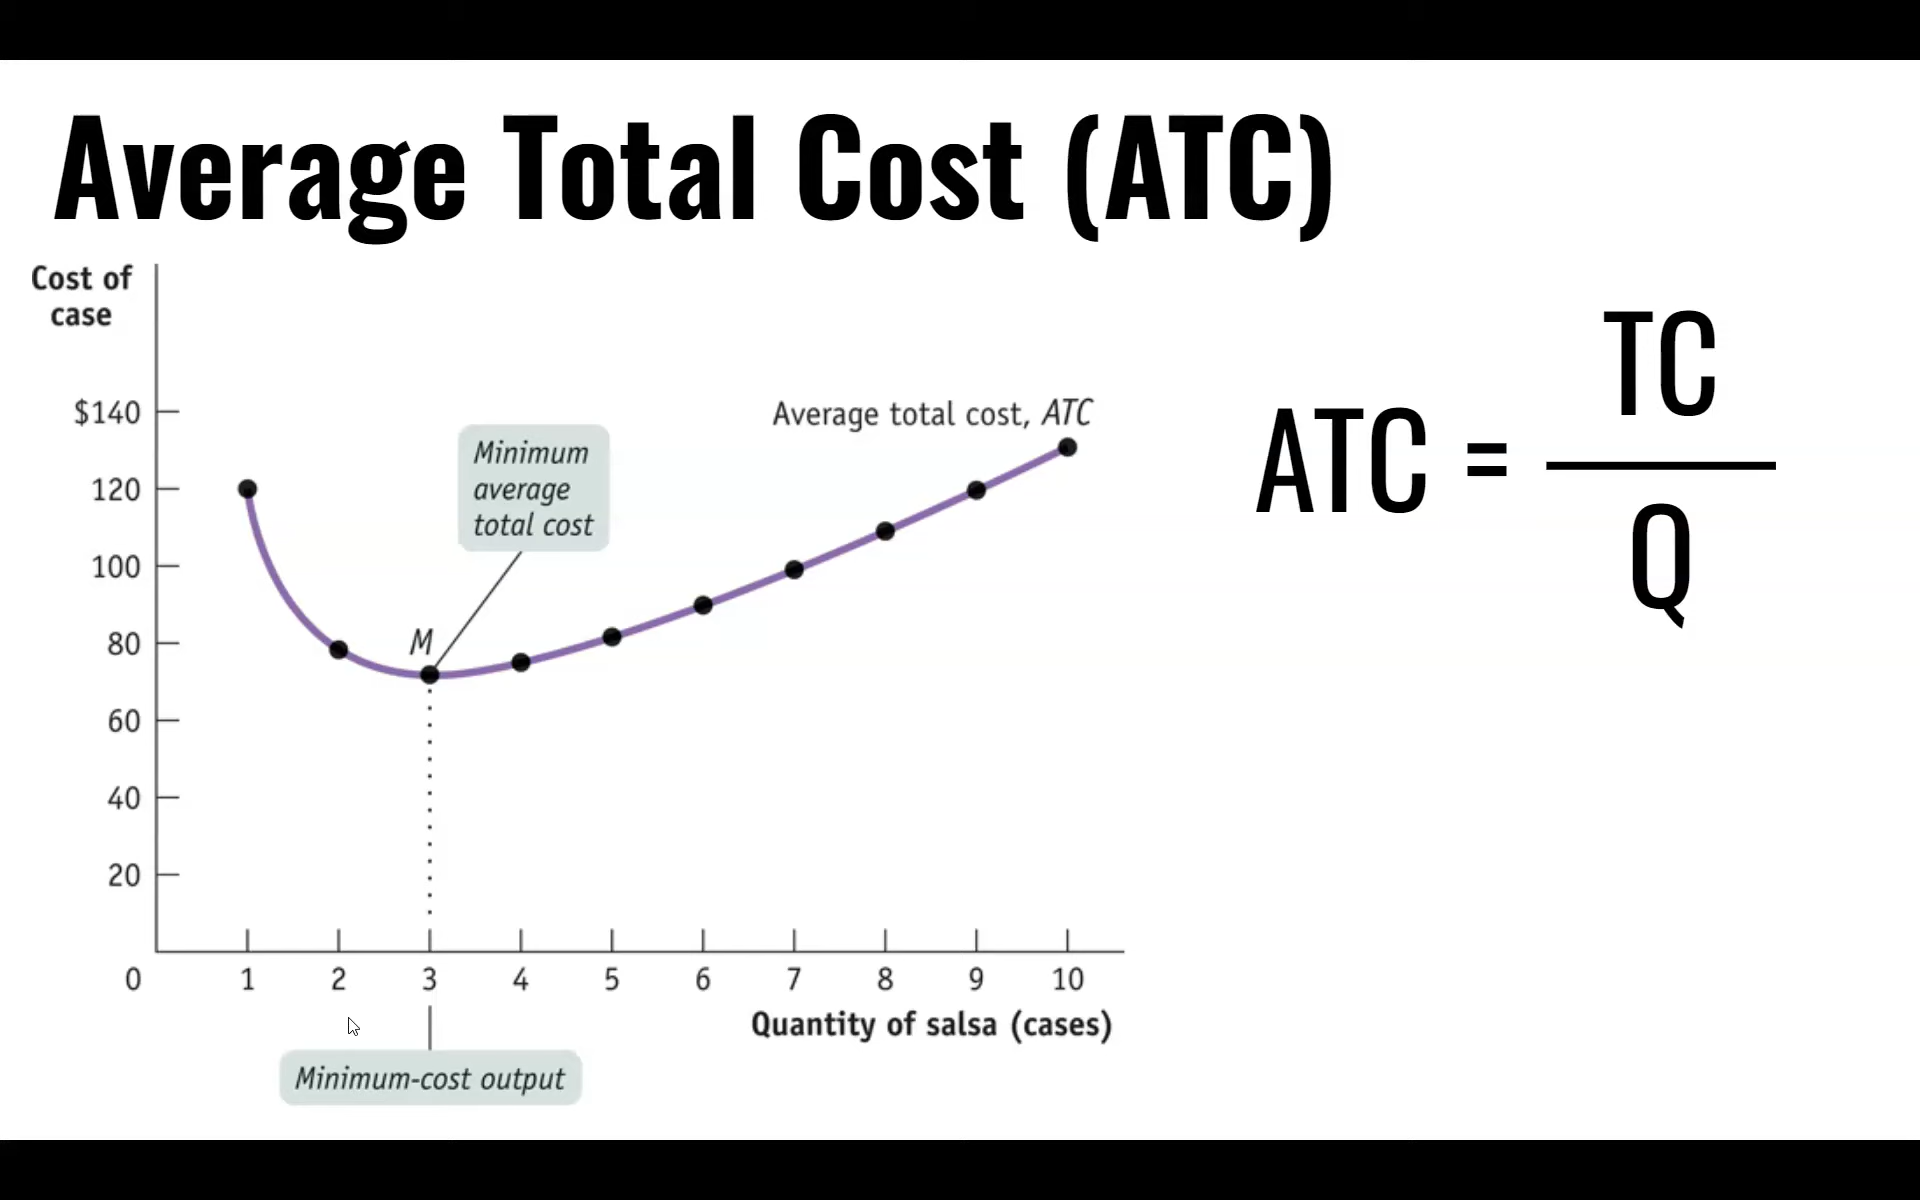 Average Total Cost (ATC)
Cost of
case
$140
120
100
80
60
40
20
0
1 2 3 4 5 6 7 8 9 10
Quantity of salsa (cases)
Average total cost, ATC
Minimum
average
total cost
M
Minimum-cost output
ATC = TC
Q